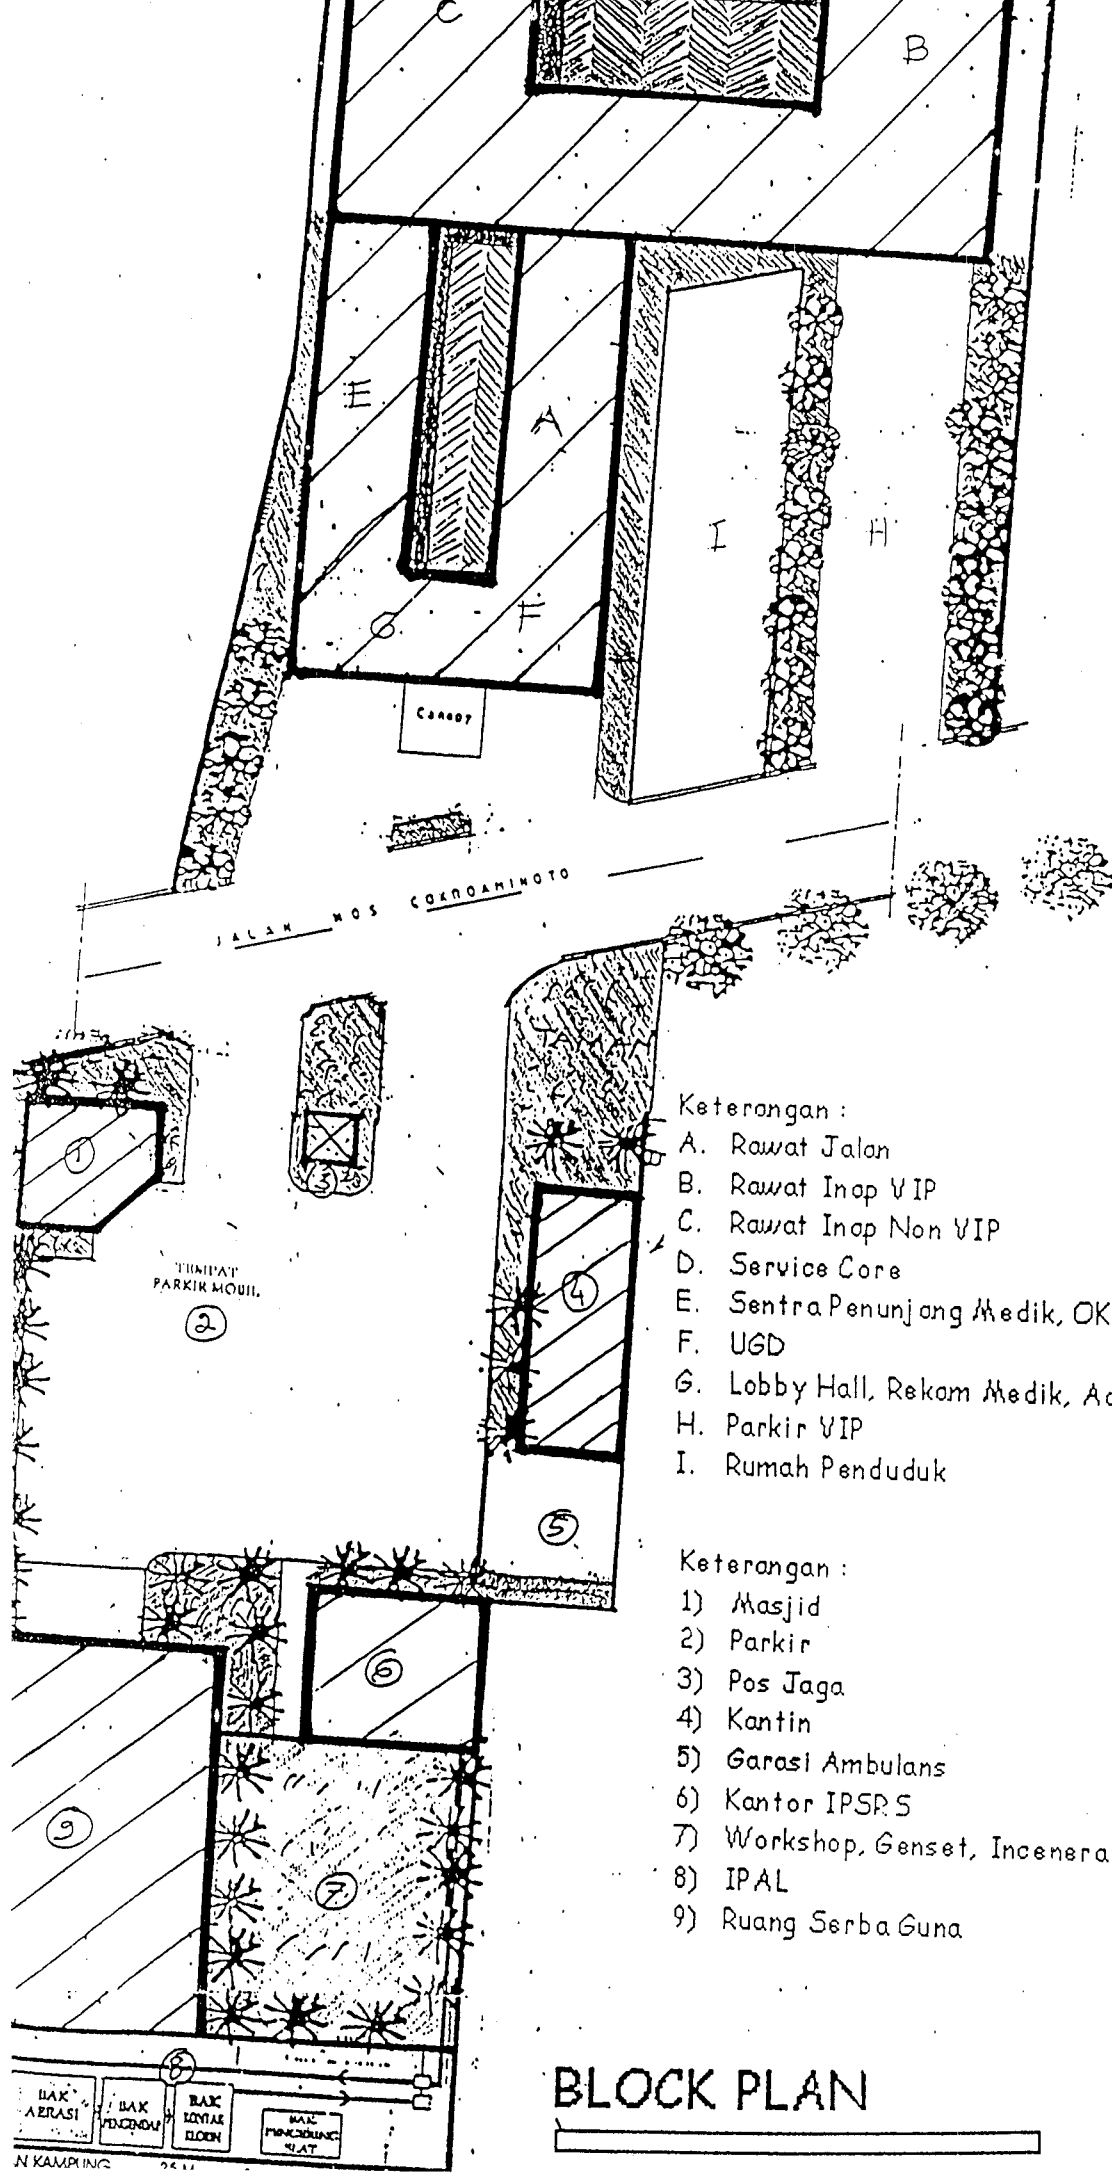 C
B
E
A
I
H
G
F
Canopy
JALAN HOS COKROAMINOTO
1
3
TEMPAT
PARKIR MOBIL
2
4
5
6
9
7
8
Keterangan :
A. Rawat Jalan
B. Rawat Inap VIP
C. Rawat Inap Non VIP
D. Service Core
E. Sentra Penunjang Medik, OK
F. UGD
G. Lobby Hall, Rekam Medik, Ad
H. Parkir VIP
I. Rumah Penduduk
Keterangan :
1) Masjid
2) Parkir
3) Pos Jaga
4) Kantin
5) Garasi Ambulans
6) Kantor IPSRS
7) Workshop, Genset, Incenera
8) IPAL
9) Ruang Serba Guna
BAK
AERASI
BAK
PENGENDAP
BAK
KONTAK
KLORIN
BAK
BLOCK PLAN
N KAMPUNG 25 M